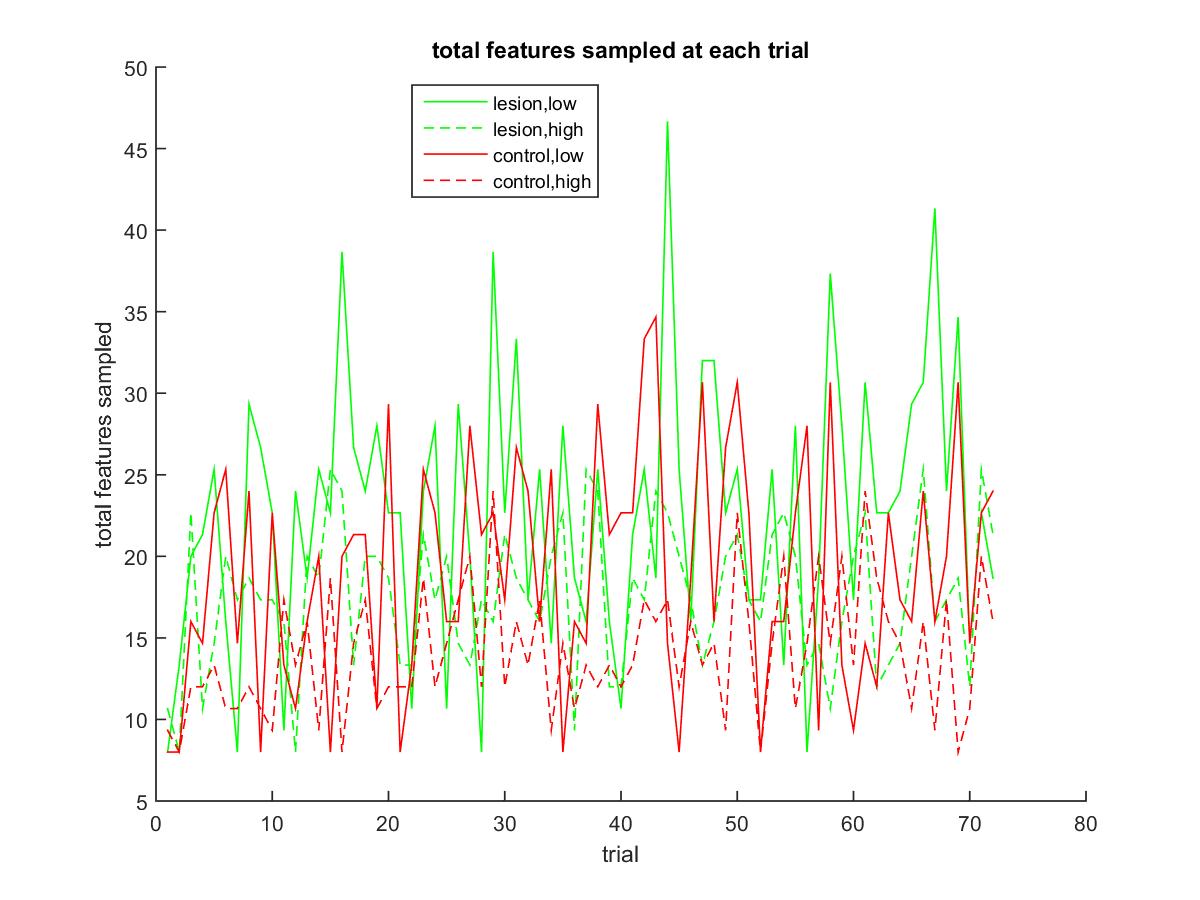 total features sampled at each trial
50
45
40
35
30
25
20
15
10
5
lesion,low
lesion,high
control,low
control,high
total features sampled
0 10 20 30 40 50 60 70 80
trial